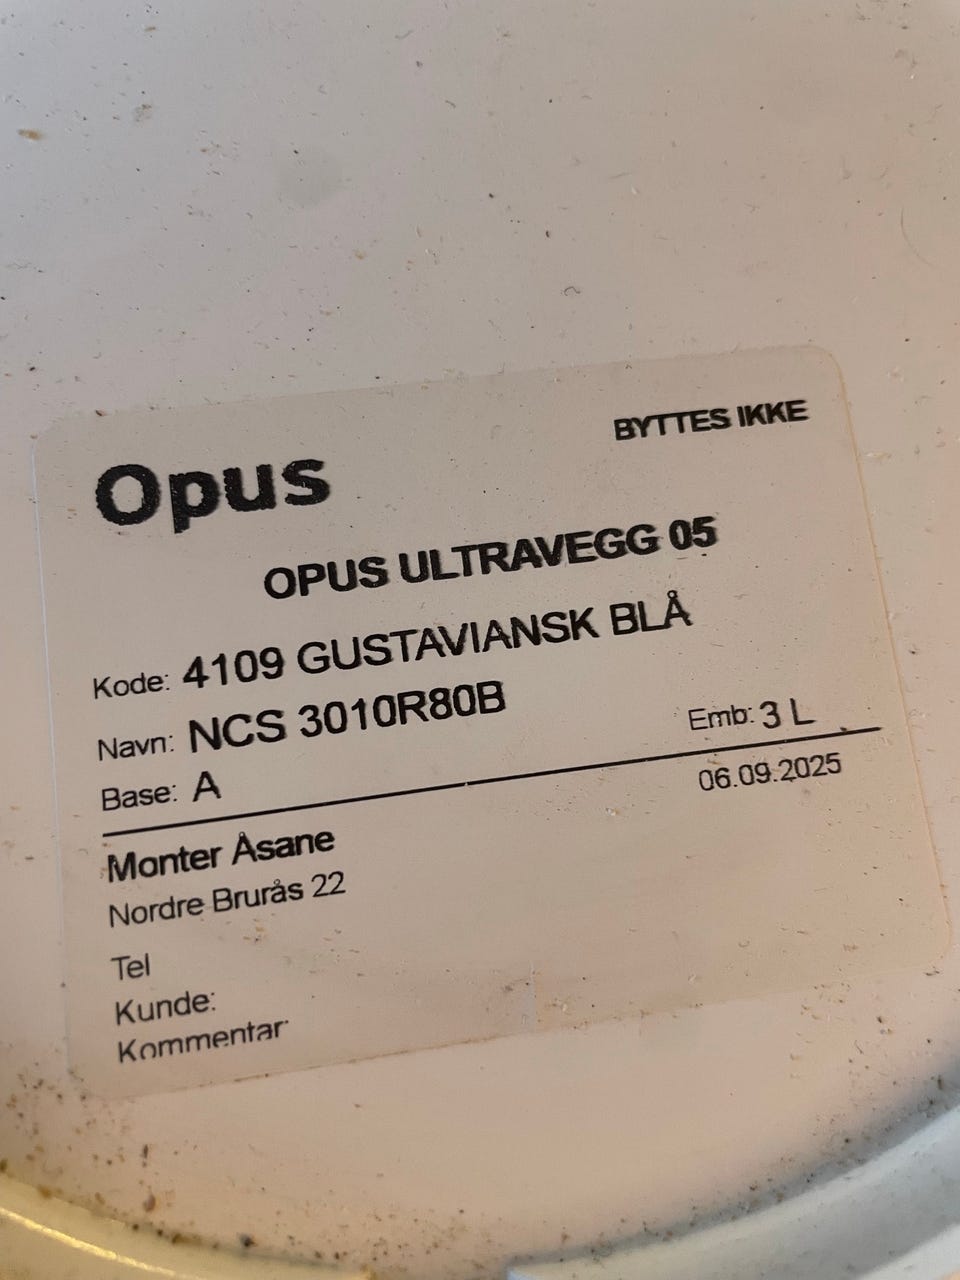 BYTTES IKKE
Opus
OPUS ULTRAVEGG 05
Kode: 4109 GUSTAVIANSK BLÅ
Navn: NCS 3010R80B
Emb: 3 L
Base: A
06.09.2025
Monter Åsane
Nordre Brurås 22
Tel
Kunde:
Kommentar: